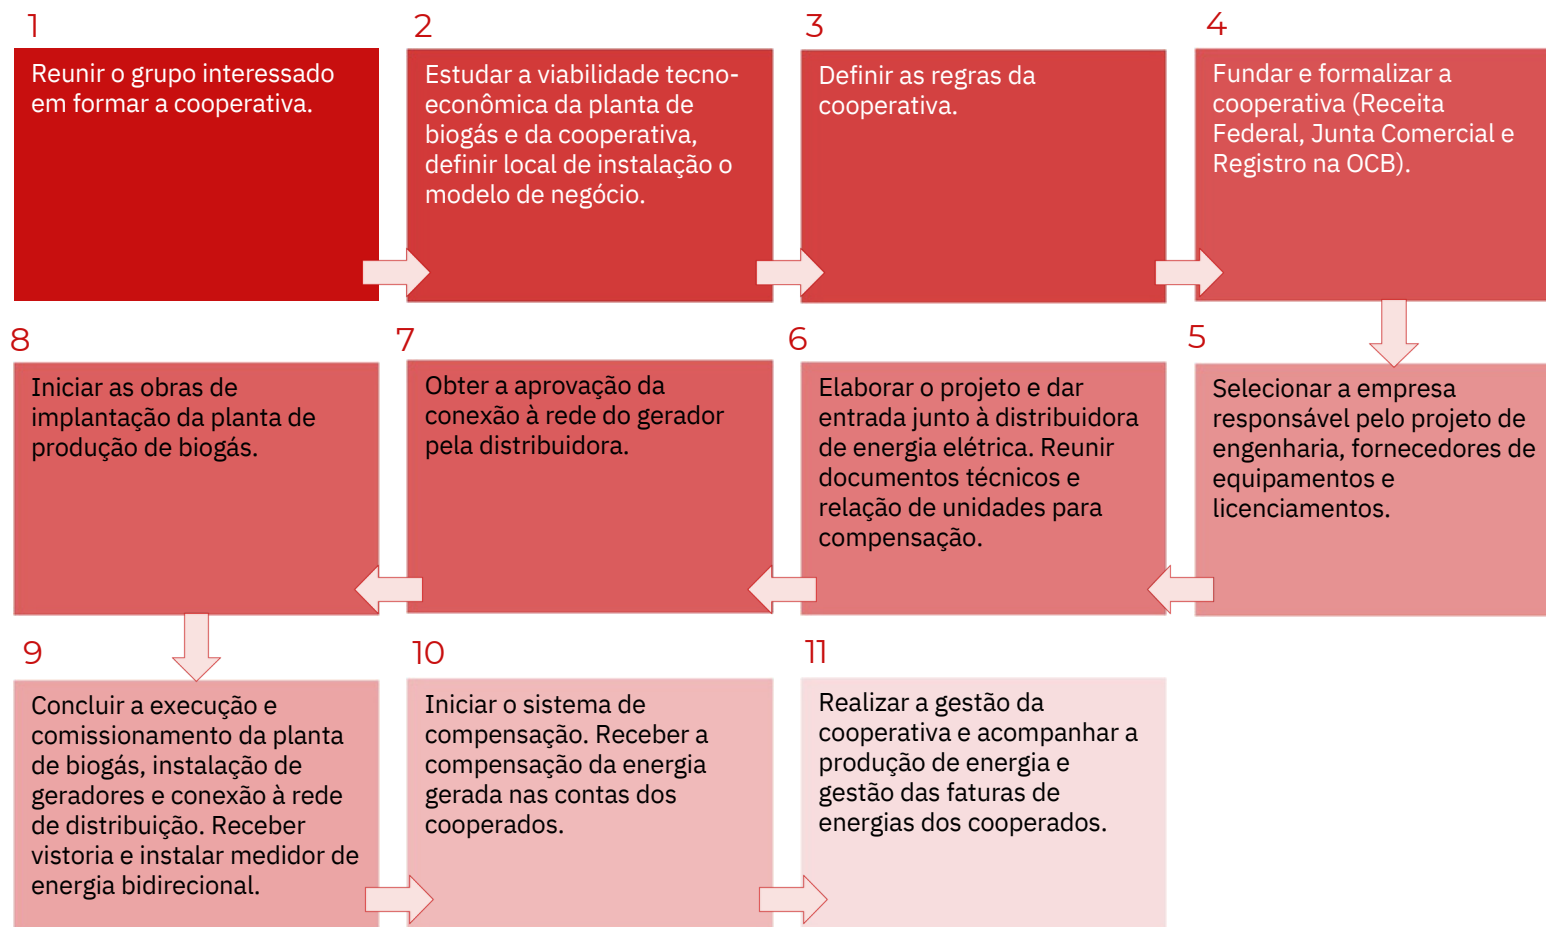 1
Reunir o grupo interessado
em formar a cooperativa.
2
Estudar a viabilidade tecno-
econômica da planta de
biogás e da cooperativa,
definir local de instalação o
modelo de negócio.
3
Definir as regras da
cooperativa.
4
Fundar e formalizar a
cooperativa (Receita
Federal, Junta Comercial e
Registro na OCB).
5
Selecionar a empresa
responsável pelo projeto de
engenharia, fornecedores de
equipamentos e
licenciamentos.
6
Elaborar o projeto e dar
entrada junto à distribuidora
de energia elétrica. Reunir
documentos técnicos e
relação de unidades para
compensação.
7
Obter a aprovação da
conexão à rede do gerador
pela distribuidora.
8
Iniciar as obras de
implantação da planta de
produção de biogás.
9
Concluir a execução e
comissionamento da planta
de biogás, instalação de
geradores e conexão à rede
de distribuição. Receber
vistoria e instalar medidor de
energia bidirecional.
10
Iniciar o sistema de
compensação. Receber a
compensação da energia
gerada nas contas dos
cooperados.
11
Realizar a gestão da
cooperativa e acompanhar a
produção de energia e
gestão das faturas de
energias dos cooperados.